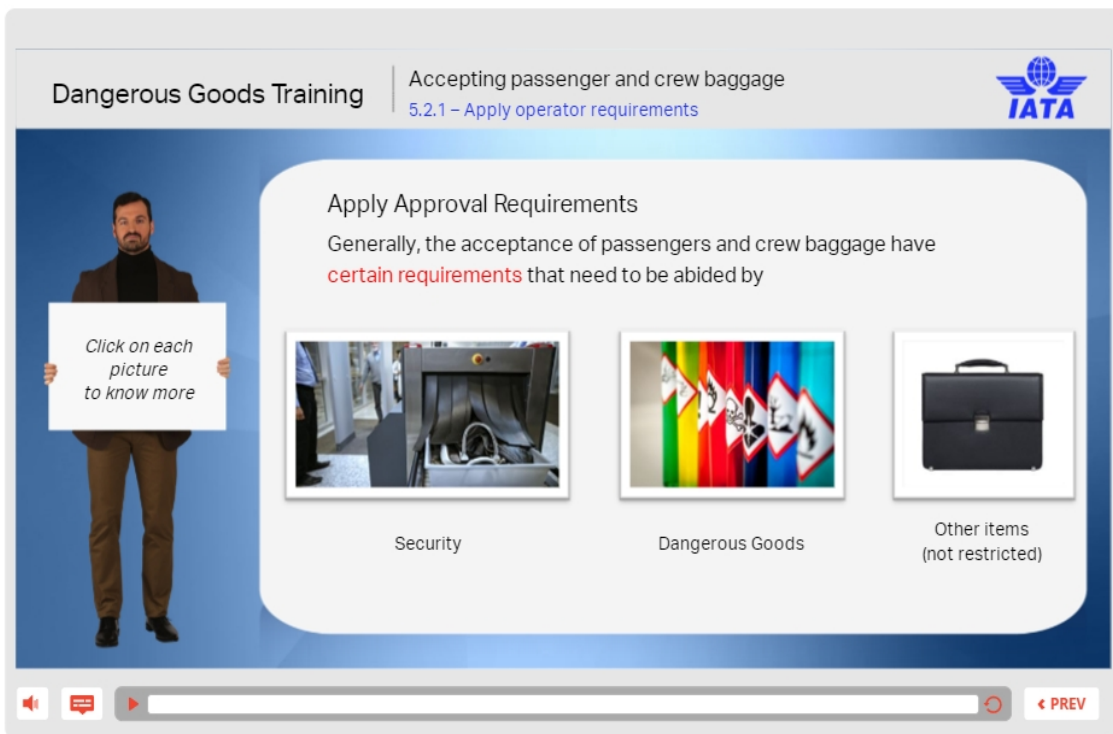 Dangerous Goods Training
Accepting passenger and crew baggage
5.2.1 – Apply operator requirements
IATA
Apply Approval Requirements
Generally, the acceptance of passengers and crew baggage have
certain requirements that need to be abided by
Click on each
picture
to know more
Security
Dangerous Goods
Other items
(not restricted)
PREV